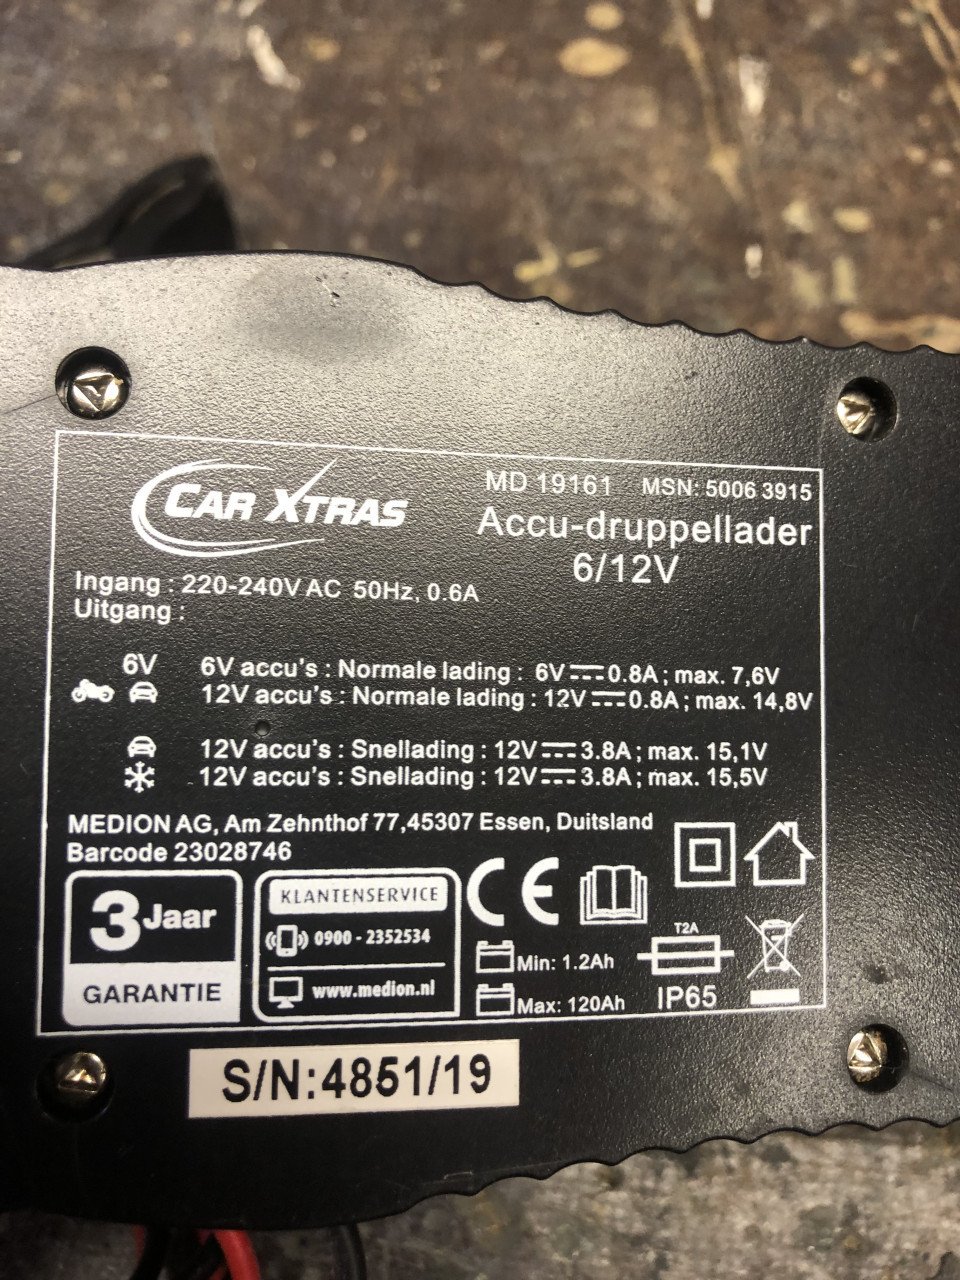 CAR XTRAS
MD 19161 MSN: 5006 3915
Accu-druppellader
6/12V
Ingang : 220-240V AC 50Hz, 0.6A
Uitgang :
6V 6V accu's : Normale lading : 6V⎓0.8A ; max. 7,6V
12V accu's : Normale lading : 12V⎓0.8A ; max. 14,8V
12V accu's : Snellading : 12V⎓3.8A ; max. 15,1V
12V accu's : Snellading : 12V⎓3.8A ; max. 15,5V
MEDION AG, Am Zehnthof 77,45307 Essen, Duitsland
Barcode 23028746
3 Jaar
GARANTIE
KLANTENSERVICE
0900 - 2352534
www.medion.nl
CE
Min: 1.2Ah
Max: 120Ah
T2A
IP65
S/N:4851/19